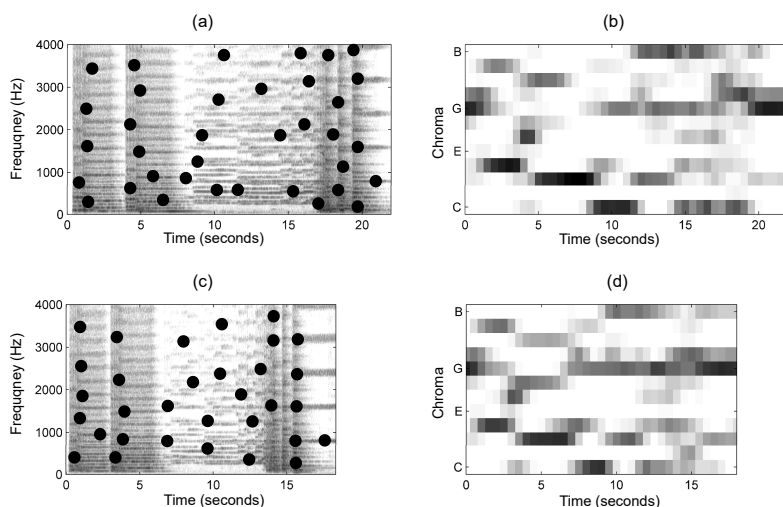 (a)
(b)
4000
3000
2000
1000
0
Frequqney (Hz)
0
5
10
15
20
Time (seconds)
B
G
E
C
Chroma
0
5
10
15
20
Time (seconds)
(c)
(d)
4000
3000
2000
1000
0
Frequqney (Hz)
0
5
10
15
Time (seconds)
B
G
E
C
Chroma
0
5
10
15
Time (seconds)